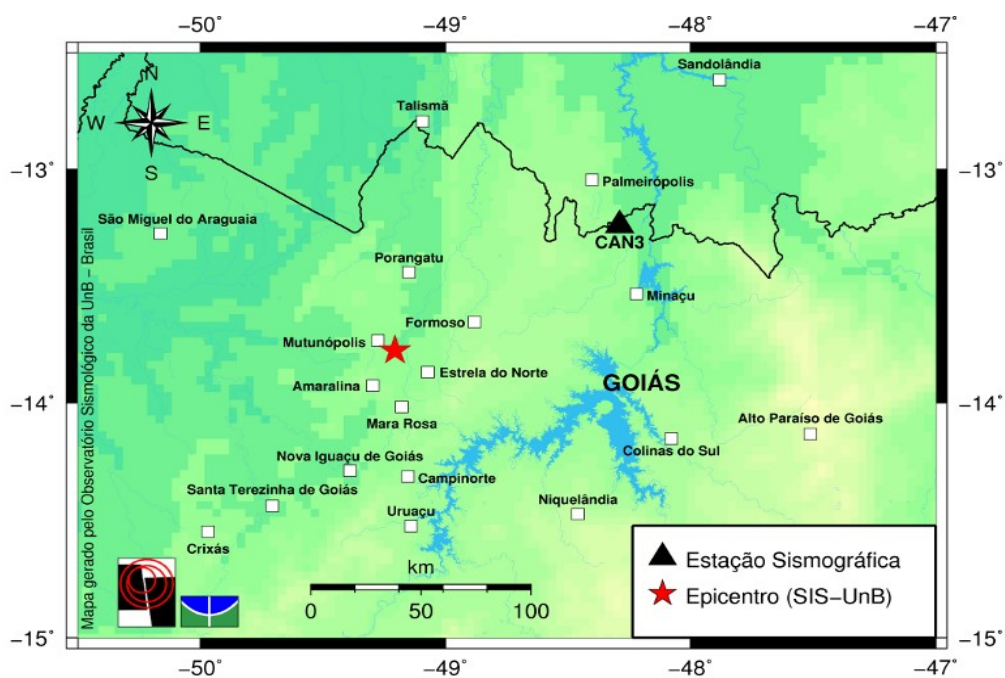 −50˚
−49˚
−48˚
−47˚
−13˚
−14˚
−15˚
N
W
E
S
Sandolândia
Talismã
Palmeirópolis
São Miguel do Araguaia
CAN3
Porangatu
Minaçu
Formoso
Mutunópolis
Estrela do Norte
Amaralina
GOIÁS
Mara Rosa
Alto Paraíso de Goiás
Colinas do Sul
Nova Iguaçu de Goiás
Campinorte
Santa Terezinha de Goiás
Niquelândia
Uruaçu
Crixás
km
0
50
100
Estação Sismográfica
Epicentro (SIS−UnB)
Mapa gerado pelo Observatório Sismológico da UnB − Brasil
−13˚
−14˚
−15˚
−50˚
−49˚
−48˚
−47˚